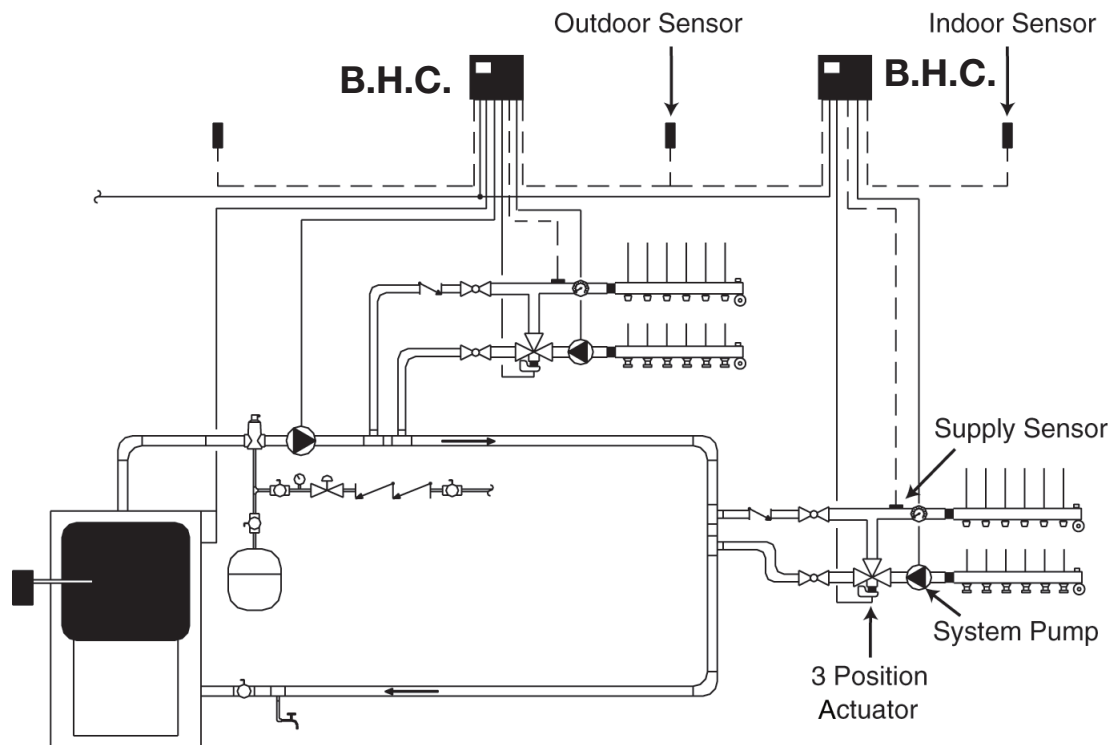 Outdoor Sensor
Indoor Sensor
B.H.C.
B.H.C.
Supply Sensor
System Pump
3 Position
Actuator